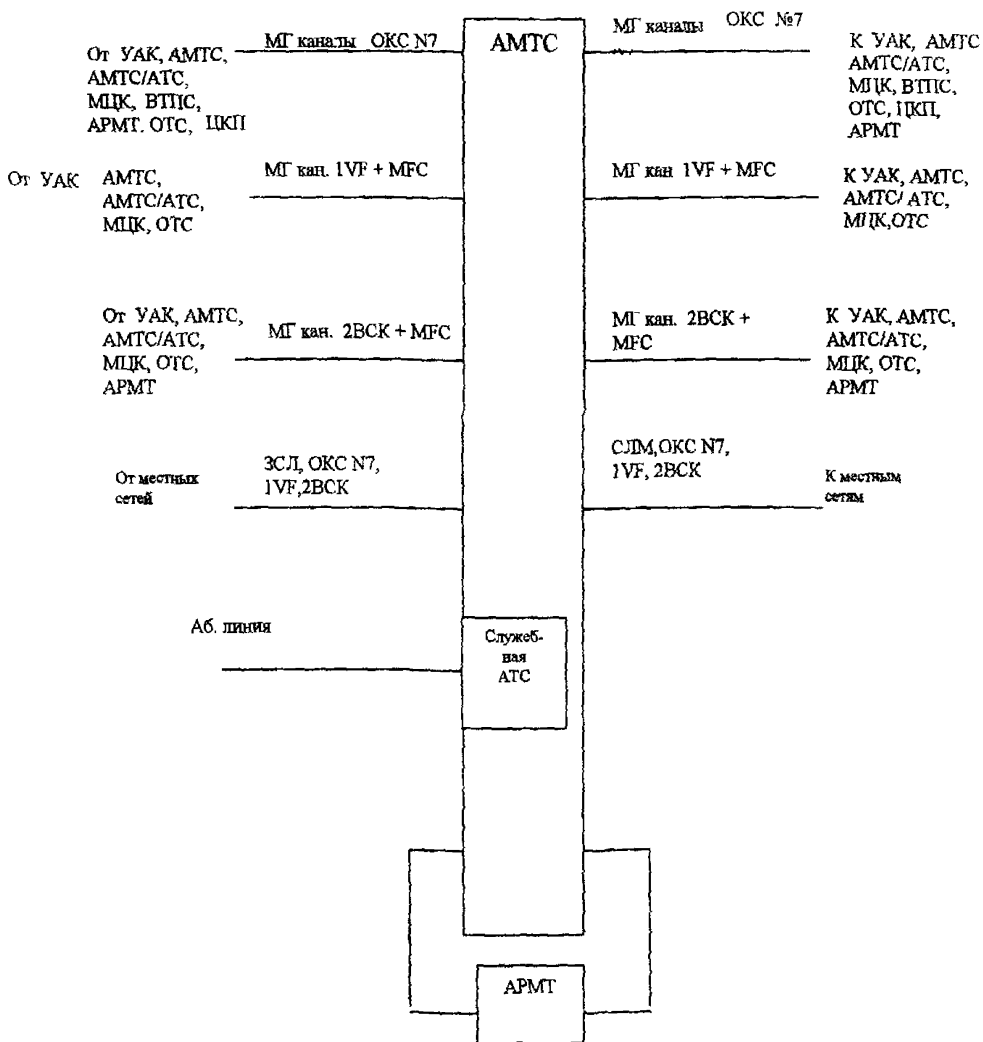 МГ каналы ОКС N7
АМТС
МГ каналы ОКС №7
От УАК, АМТС,
АМТС/АТС,
МЦК, ВТПС,
АРМТ. ОТС, ЦКП
К УАК, АМТС
АМТС/АТС,
МЦК, ВТПС,
ОТС, ЦКП,
АРМТ
От УАК АМТС,
АМТС/АТС,
МЦК, ОТС
МГ кан. 1VF + MFC
МГ кан 1VF + MFC
К УАК, АМТС,
АМТС/ АТС,
МЦК,ОТС
От УАК, АМТС,
АМТС/АТС,
МЦК, ОТС,
АРМТ
МГ кан. 2ВСК + MFC
МГ кан. 2ВСК +
MFC
К УАК, АМТС,
АМТС/АТС,
МЦК, ОТС,
АРМТ
От местных
сетей
ЗСЛ, ОКС N7,
1VF,2ВСК
СЛМ,ОКС N7,
1VF, 2ВСК
К местным
сетям
Аб. линия
Служеб-
ная
АТС
АРМТ